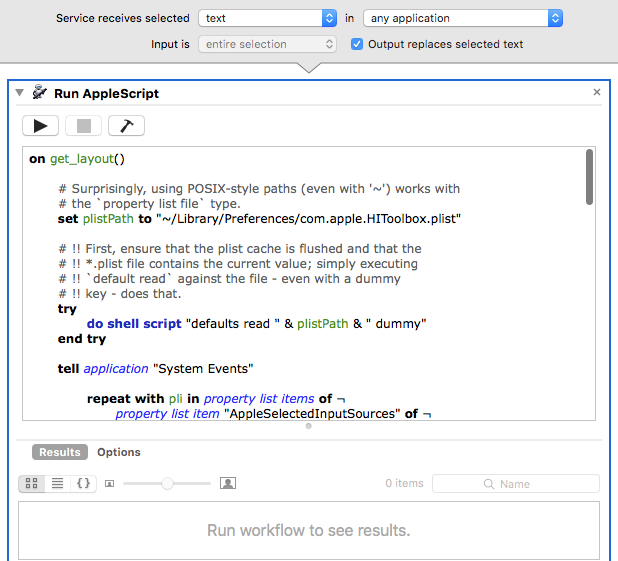 Service receives selected text in any application
Input is entire selection Output replaces selected text
Run AppleScript
on get_layout()
# Surprisingly, using POSIX-style paths (even with '~') works with
# the `property list file` type.
set plistPath to "~/Library/Preferences/com.apple.HIToolbox.plist"
# !! First, ensure that the plist cache is flushed and that the
# !! *.plist file contains the current value; simply executing
# !! `default read` against the file - even with a dummy
# !! key - does that.
try
do shell script "defaults read " & plistPath & " dummy"
end try
tell application "System Events"
repeat with pli in property list items of ¬
property list item "AppleSelectedInputSources" of ¬
Results Options
0 items Name
Run workflow to see results.